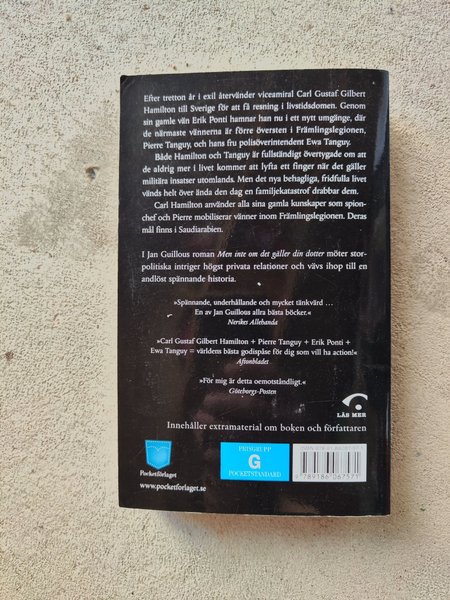 Efter tretton år i exil återvänder viceamiral Carl Gustaf Gilbert
Hamilton till Sverige för att få resning i livstidsdomen. Genom
sin gamle vän Erik Ponti hamnar han nu i ett nytt umgänge, där
de närmaste vännerna är förre översten i Främlingslegionen,
Pierre Tanguy, och hans fru polisöverintendent Ewa Tanguy.
Både Hamilton och Tanguy är fullständigt övertygade om att
de aldrig mer i livet kommer att lyfta ett finger när det gäller
militära insatser utomlands. Men det nya behagliga, fridfulla livet
vänds helt över ända den dag en familjekatastrof drabbar dem.
Carl Hamilton använder alla sina gamla kunskaper som spion-
chef och Pierre mobiliserar vänner inom Främlingslegionen. Deras
mål finns i Saudiarabien.
I Jan Guillous roman Men inte om det gäller din dotter möter stor-
politiska intriger högst privata relationer och vävs ihop till en
andlöst spännande historia.
»Spännande, underhållande och mycket tänkvärd ...
En av Jan Guillous allra bästa böcker.«
Nerikes Allehanda
»Carl Gustaf Gilbert Hamilton + Pierre Tanguy + Erik Ponti +
Ewa Tanguy = världens bästa godispåse för dig som vill ha action!«
Aftonbladet
»För mig är detta oemotståndligt.«
Göteborgs-Posten
LÄS MER
Innehåller extramaterial om boken och författaren
Pocketförlaget
www.pocketforlaget.se
PRISGRUPP
G
POCKETSTANDARD
9 789186 067571